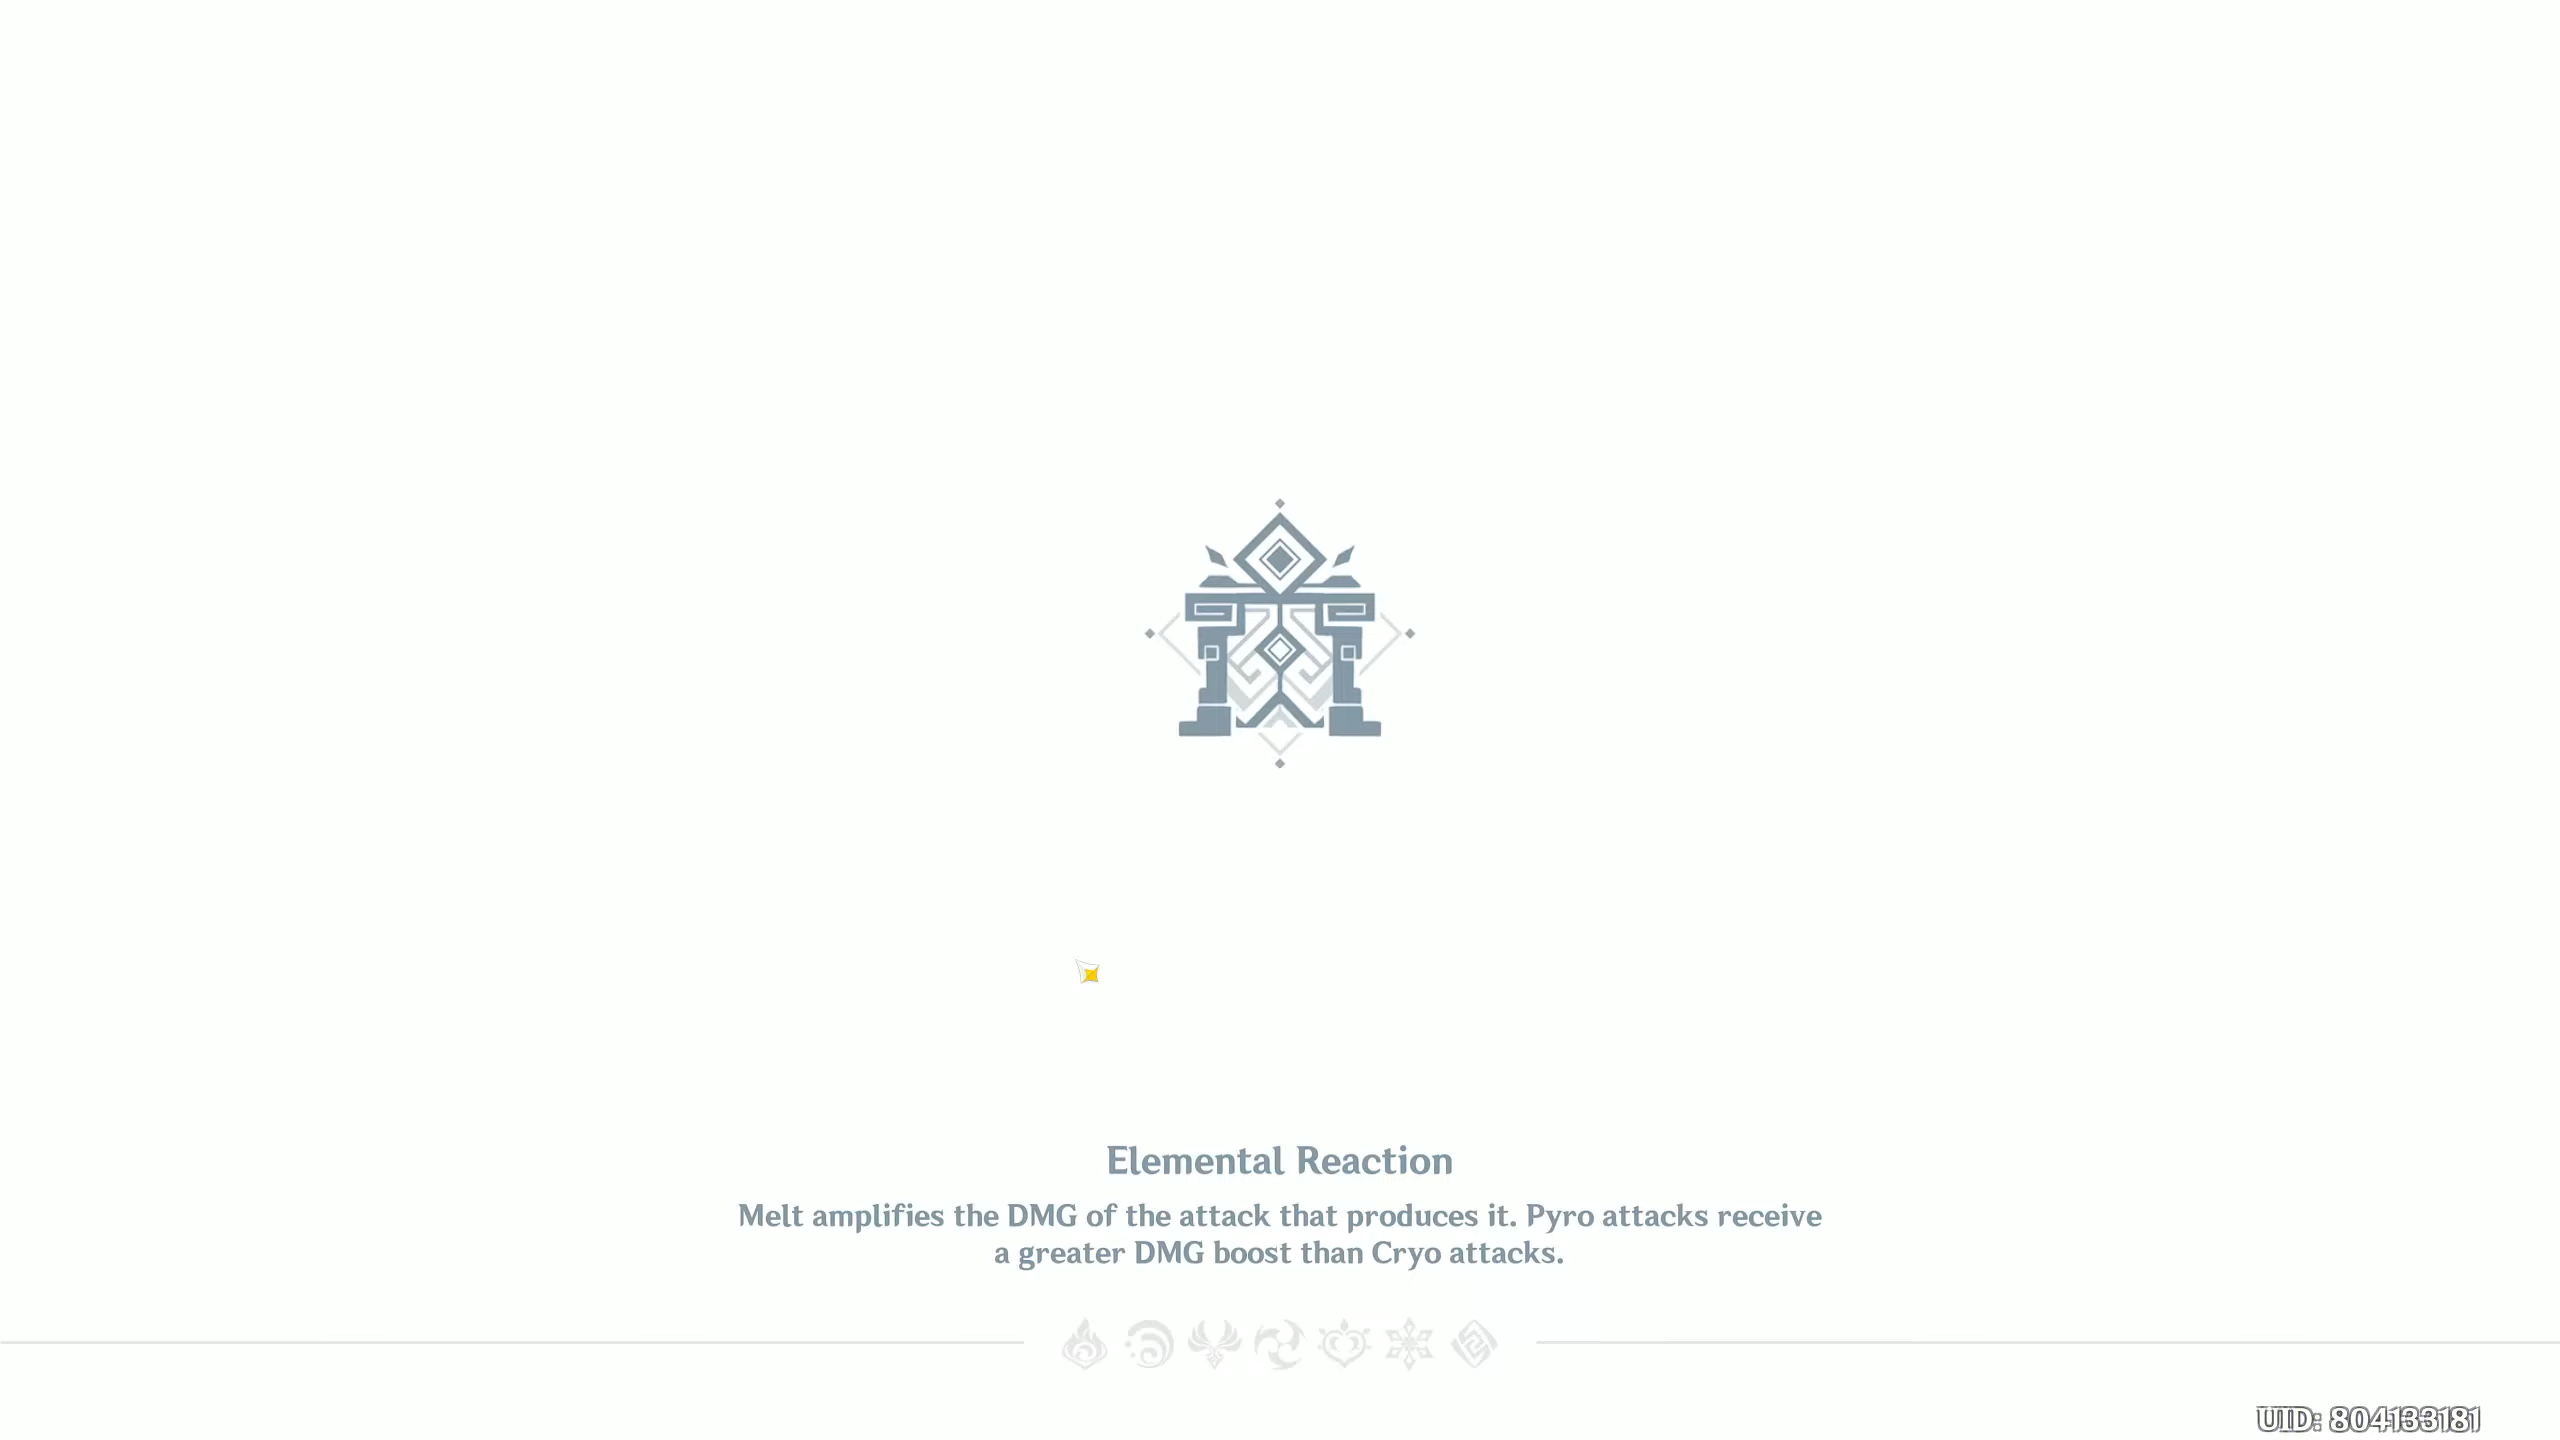 Elemental Reaction
Melt amplifies the DMG of the attack that produces it. Pyro attacks receive
a greater DMG boost than Cryo attacks.
UID: 804133181